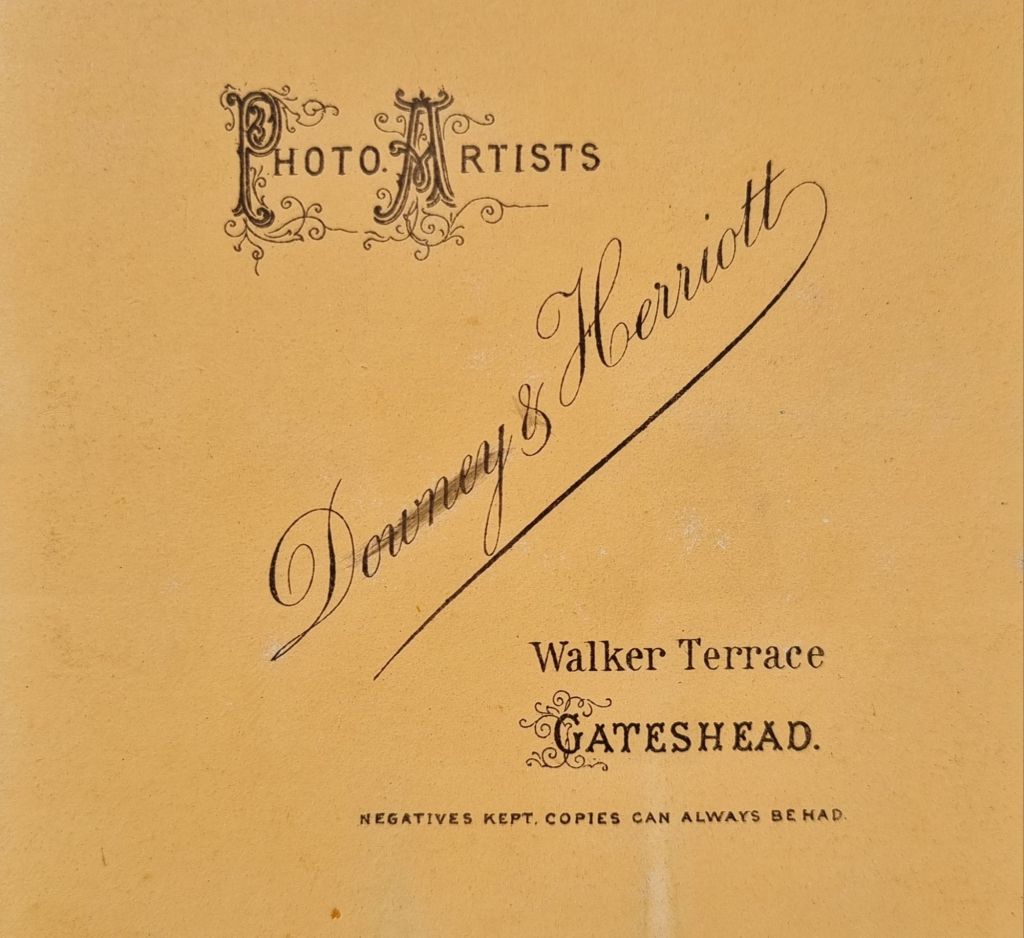 PHOTO. ARTISTS
Downey & Herriott
Walker Terrace
GATESHEAD.
NEGATIVES KEPT, COPIES CAN ALWAYS BE HAD.